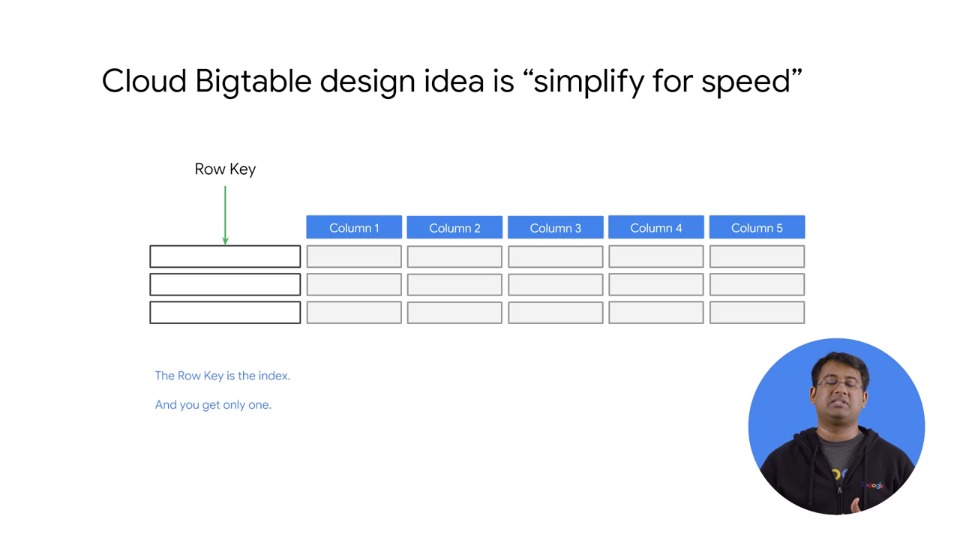 Cloud Bigtable design idea is “simplify for speed”
Row Key
Column 1 Column 2 Column 3 Column 4 Column 5
The Row Key is the index.
And you get only one.
Google